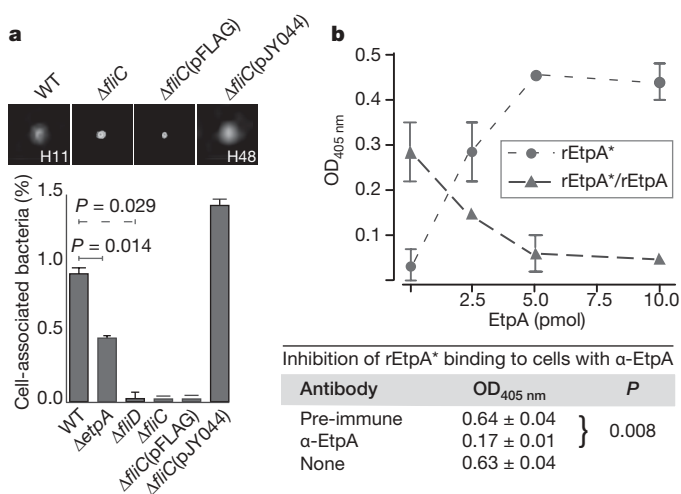 a
WT
ΔfliC
ΔfliC(pFLAG)
ΔfliC(pJY044)
H11
H48
Cell-associated bacteria (%)
1.5
1.0
0.5
0.0
P = 0.029
P = 0.014
WT
ΔetpA
ΔfliD
ΔfliC
ΔfliC(pFLAG)
ΔfliC(pJY044)
b
OD405 nm
0.5
0.4
0.3
0.2
0.1
rEtpA*
rEtpA*/rEtpA
2.5 5.0 7.5 10.0
EtpA (pmol)
Inhibition of rEtpA* binding to cells with α-EtpA
Antibody OD405 nm P
Pre-immune 0.64 ± 0.04
α-EtpA 0.17 ± 0.01 } 0.008
None 0.63 ± 0.04